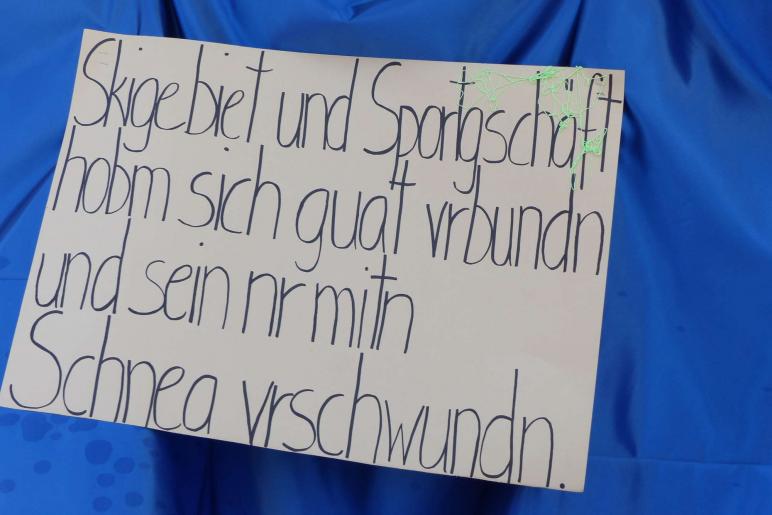 Skigebiet und Sportgschäft
hobm sich guat vrbundn
und sein nr mitn
Schnea vrschwundn.